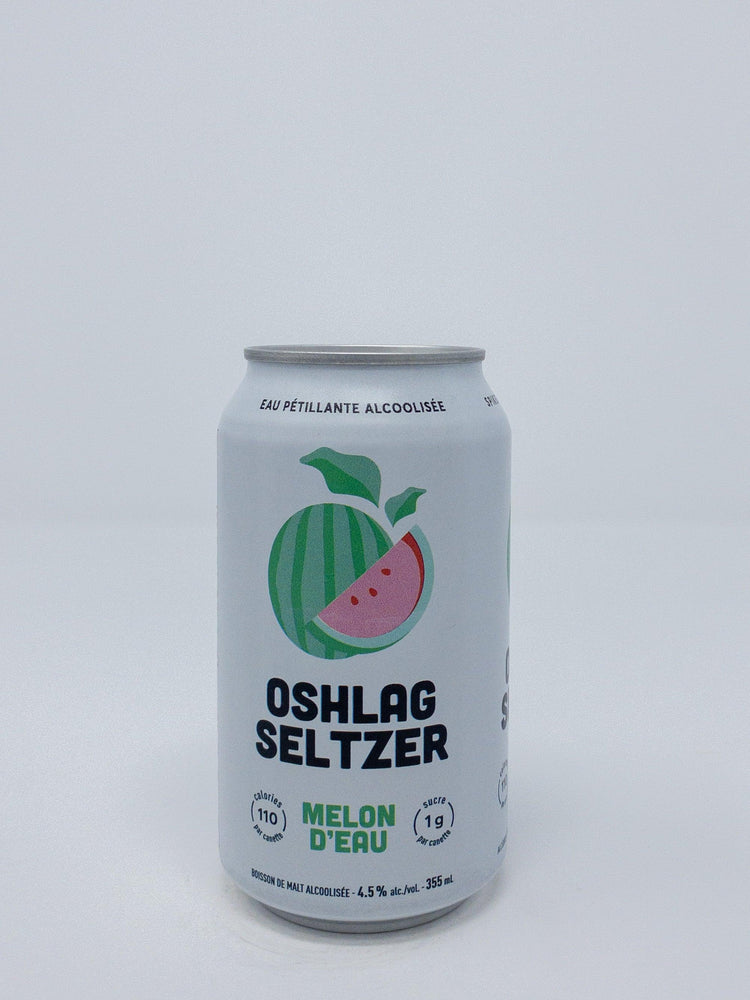 EAU PÉTILLANTE ALCOOLISÉE
OSHLAG
SELTZER
calories
110
par canette
MELON
D'EAU
sucre
1 g
par canette
BOISSON DE MALT ALCOOLISÉE - 4.5% alc./vol. - 355 mL